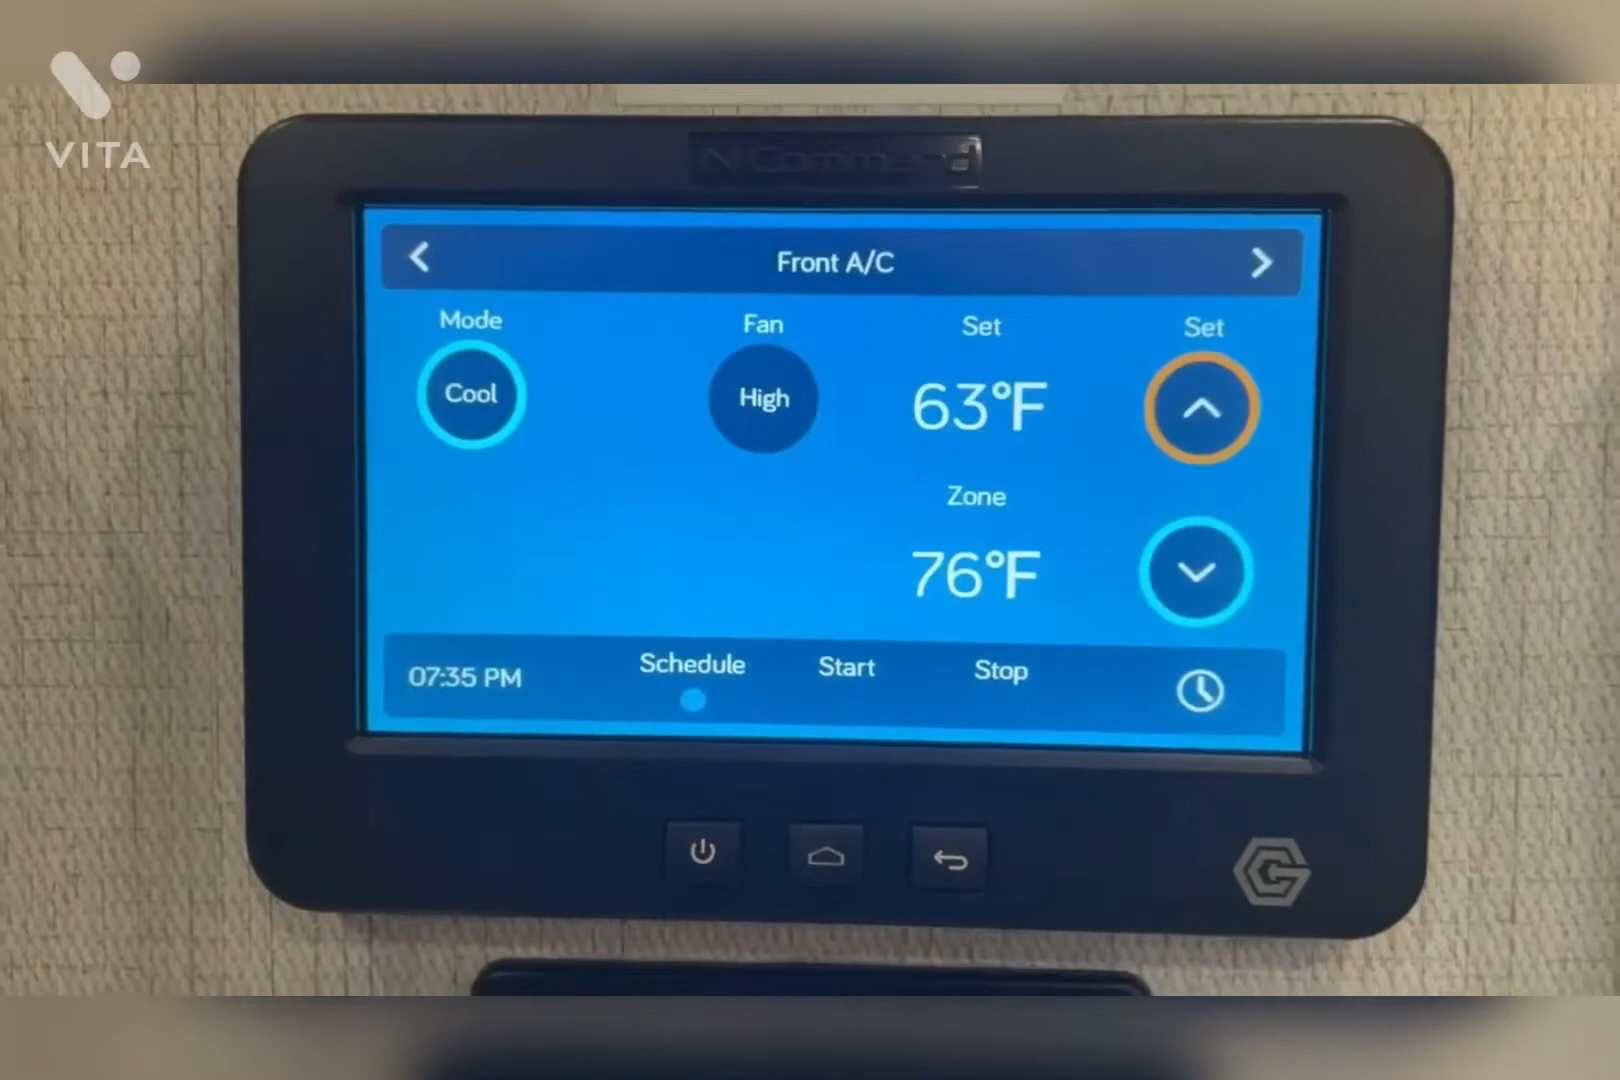 VITA
Front A/C
Mode
Fan
Set
Set
Cool
High
63°F
Zone
76°F
07:35 PM
Schedule
Start
Stop